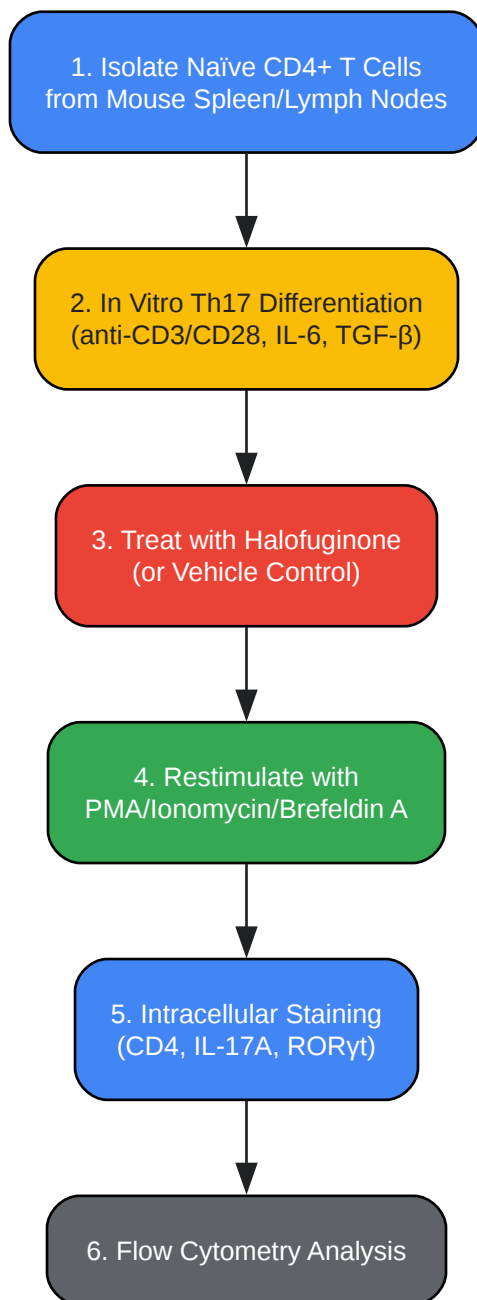 1. Isolate Naïve CD4+ T Cells
from Mouse Spleen/Lymph Nodes
2. In Vitro Th17 Differentiation
(anti-CD3/CD28, IL-6, TGF-β)
3. Treat with Halofuginone
(or Vehicle Control)
4. Restimulate with
PMA/Ionomycin/Brefeldin A
5. Intracellular Staining
(CD4, IL-17A, RORγt)
6. Flow Cytometry Analysis